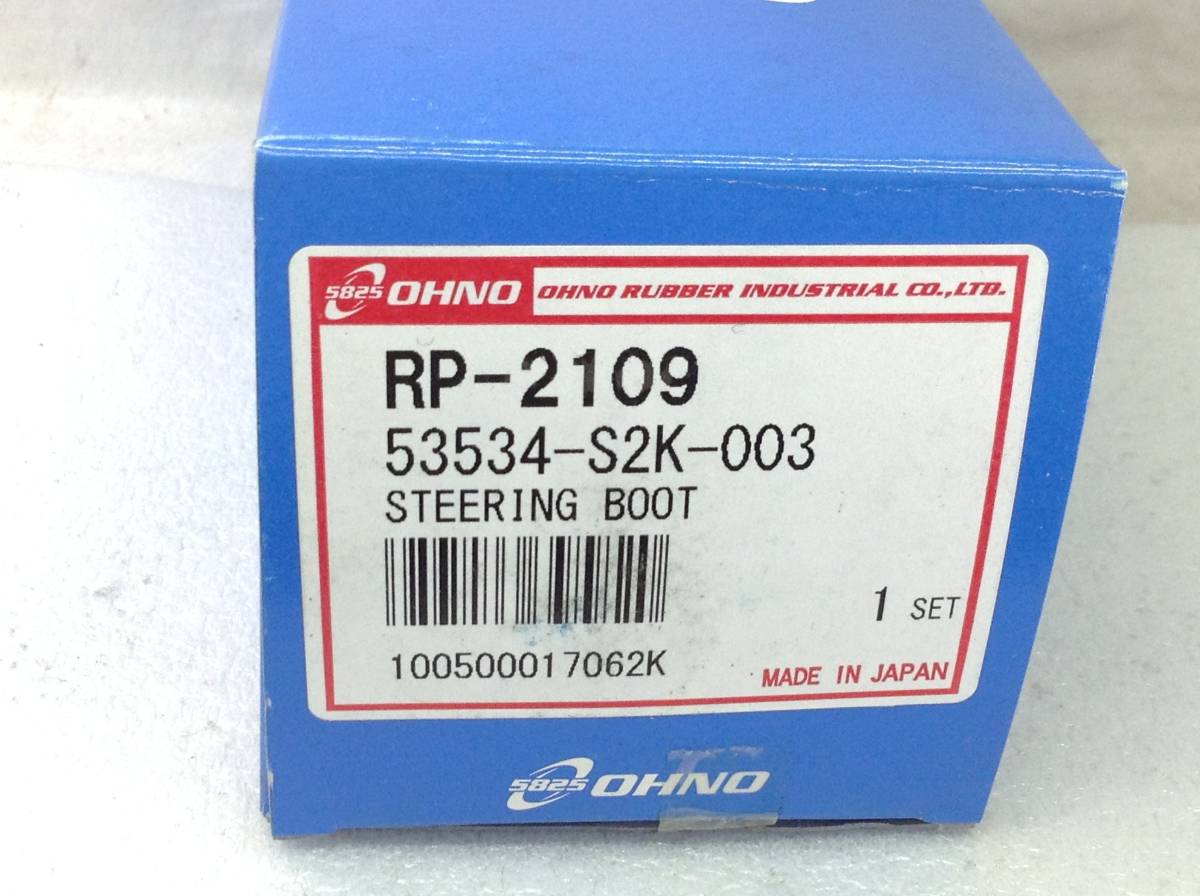 5825 OHNO OHNO RUBBER INDUSTRIAL CO.,LTD.
RP-2109
53534-S2K-003
STEERING BOOT
1 SET
100500017062K
MADE IN JAPAN
5825 OHNO